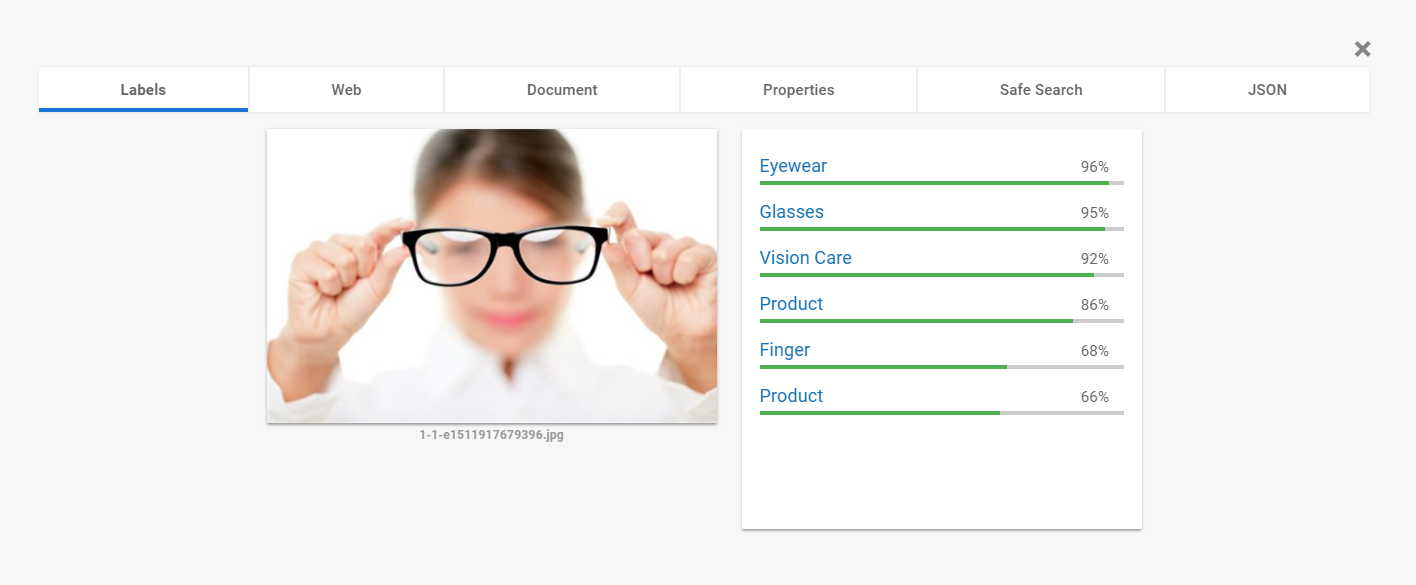 Labels Web Document Properties Safe Search JSON
Eyewear 96%
Glasses 95%
Vision Care 92%
Product 86%
Finger 68%
Product 66%
1-1-e1511917679396.jpg